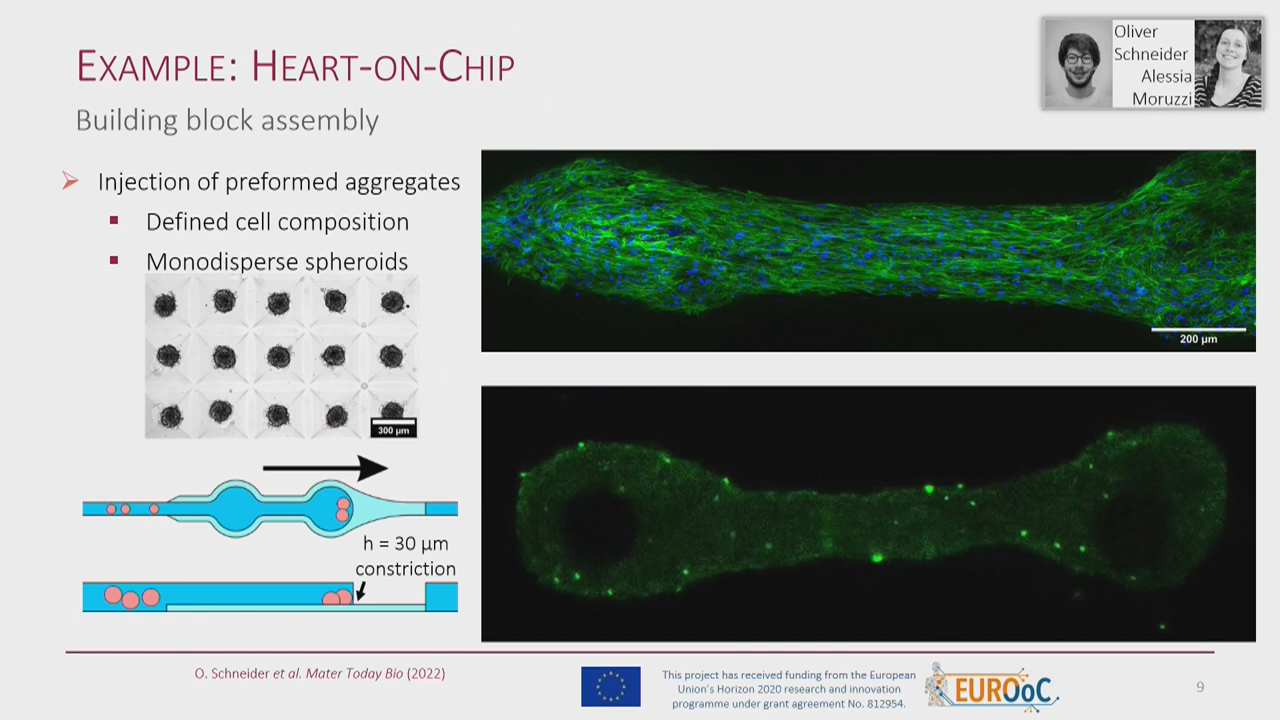 EXAMPLE: HEART-ON-CHIP
Building block assembly
Oliver
Schneider
Alessia
Moruzzi
Injection of preformed aggregates
Defined cell composition
Monodisperse spheroids
300 µm
h = 30 µm
constriction
200 µm
O. Schneider et al. Mater Today Bio (2022)
This project has received funding from the European
Union's Horizon 2020 research and innovation
programme under grant agreement No. 812954.
EUROoC
9